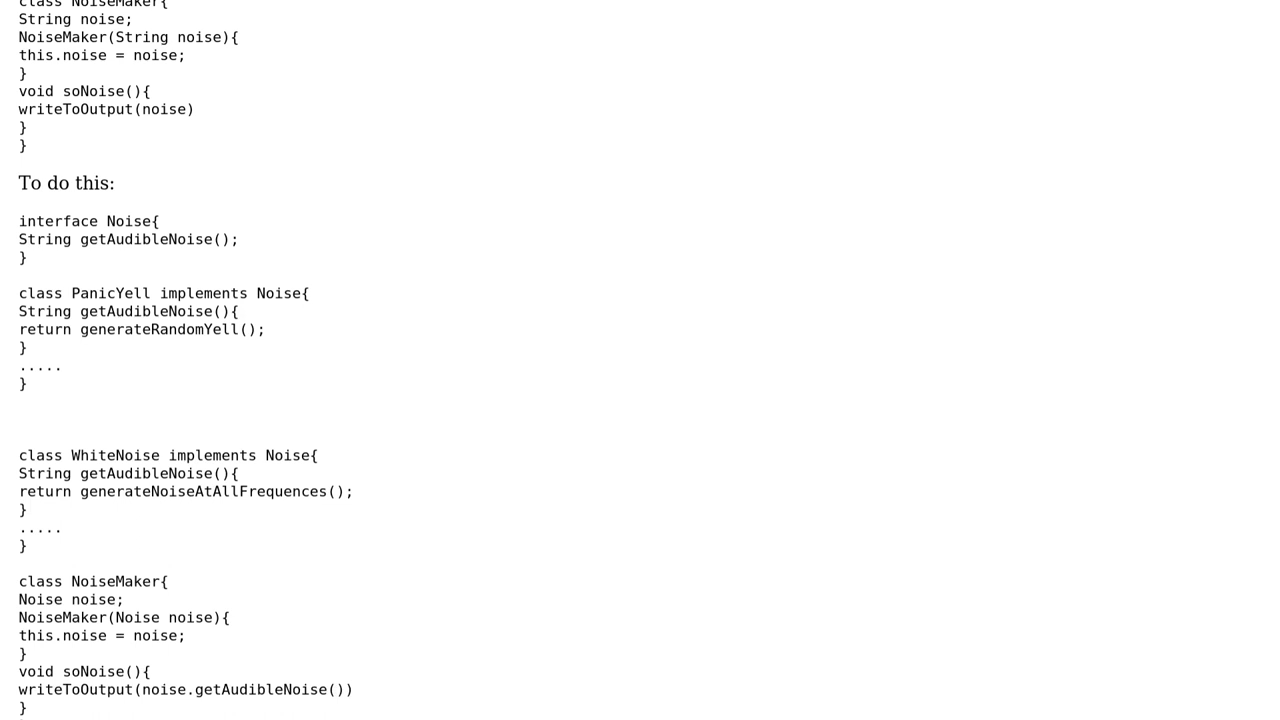 class NoiseMaker{
String noise;
NoiseMaker(String noise){
this.noise = noise;
}
void soNoise(){
writeToOutput(noise)
}
}
To do this:
interface Noise{
String getAudibleNoise();
}
class PanicYell implements Noise{
String getAudibleNoise(){
return generateRandomYell();
}
.....
}
class WhiteNoise implements Noise{
String getAudibleNoise(){
return generateNoiseAtAllFrequences();
}
.....
}
class NoiseMaker{
Noise noise;
NoiseMaker(Noise noise){
this.noise = noise;
}
void soNoise(){
writeToOutput(noise.getAudibleNoise())
}